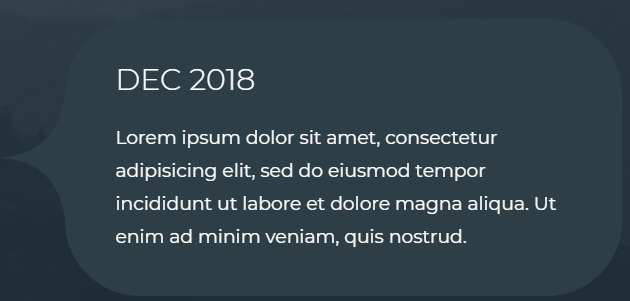 DEC 2018
Lorem ipsum dolor sit amet, consectetur
adipisicing elit, sed do eiusmod tempor
incididunt ut labore et dolore magna aliqua. Ut
enim ad minim veniam, quis nostrud.